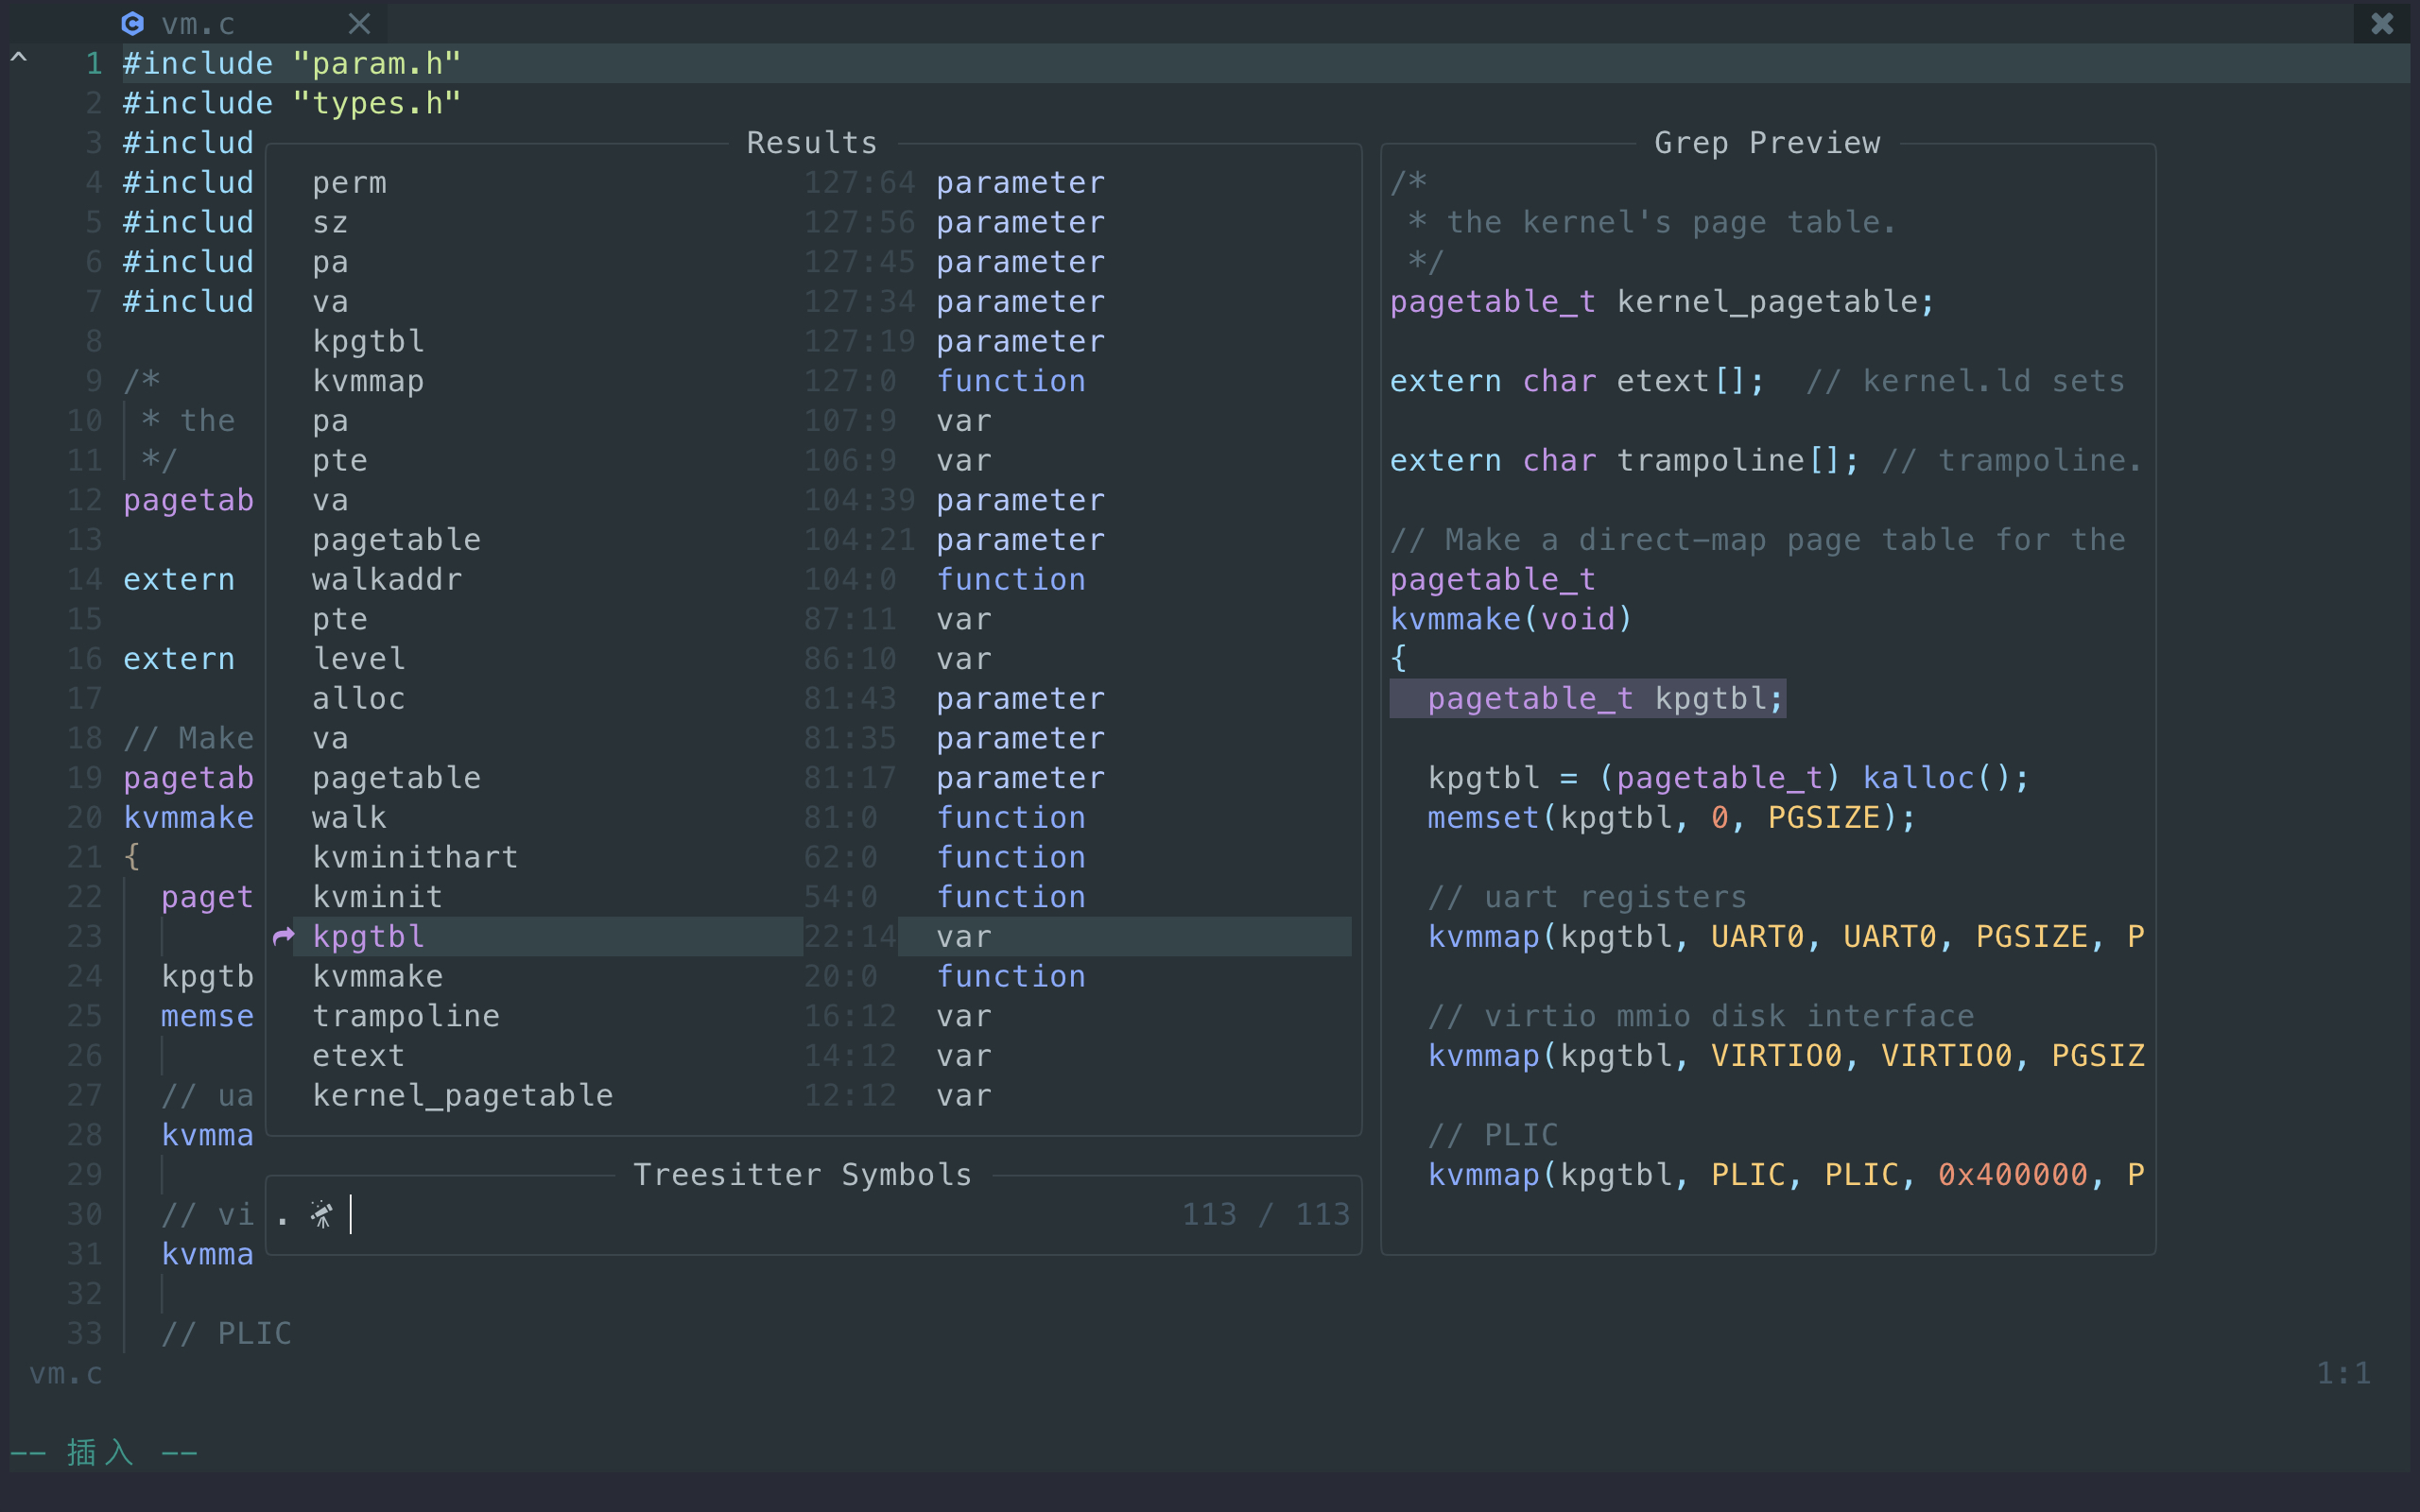 vm.c
1 #include "param.h"
2 #include "types.h"
3 #includ
4 #includ
5 #includ
6 #includ
7 #includ
8
9 /*
10 * the
11 */
12 pagetab
13
14 extern
15
16 extern
17
18 // Make
19 pagetab
20 kvmmake
21 {
22 paget
23
24 kpgtb
25 memse
26
27 // ua
28 kvmma
29
30 // vi
31 kvmma
32
33 // PLIC
Results
perm 127:64 parameter
sz 127:56 parameter
pa 127:45 parameter
va 127:34 parameter
kpgtbl 127:19 parameter
kvmmap 127:0 function
pa 107:9 var
pte 106:9 var
va 104:39 parameter
pagetable 104:21 parameter
walkaddr 104:0 function
pte 87:11 var
level 86:10 var
alloc 81:43 parameter
va 81:35 parameter
pagetable 81:17 parameter
walk 81:0 function
kvminithart 62:0 function
kvminit 54:0 function
kpgtbl 22:14 var
kvmmake 20:0 function
trampoline 16:12 var
etext 14:12 var
kernel_pagetable 12:12 var
Treesitter Symbols
. 113 / 113
Grep Preview
/*
* the kernel's page table.
*/
pagetable_t kernel_pagetable;
extern char etext[]; // kernel.ld sets
extern char trampoline[]; // trampoline.
// Make a direct-map page table for the
pagetable_t
kvmmake(void)
{
pagetable_t kpgtbl;
kpgtbl = (pagetable_t) kalloc();
memset(kpgtbl, 0, PGSIZE);
// uart registers
kvmmap(kpgtbl, UART0, UART0, PGSIZE, P
// virtio mmio disk interface
kvmmap(kpgtbl, VIRTIO0, VIRTIO0, PGSIZ
// PLIC
kvmmap(kpgtbl, PLIC, PLIC, 0x400000, P
vm.c 1:1
-- 插入 --